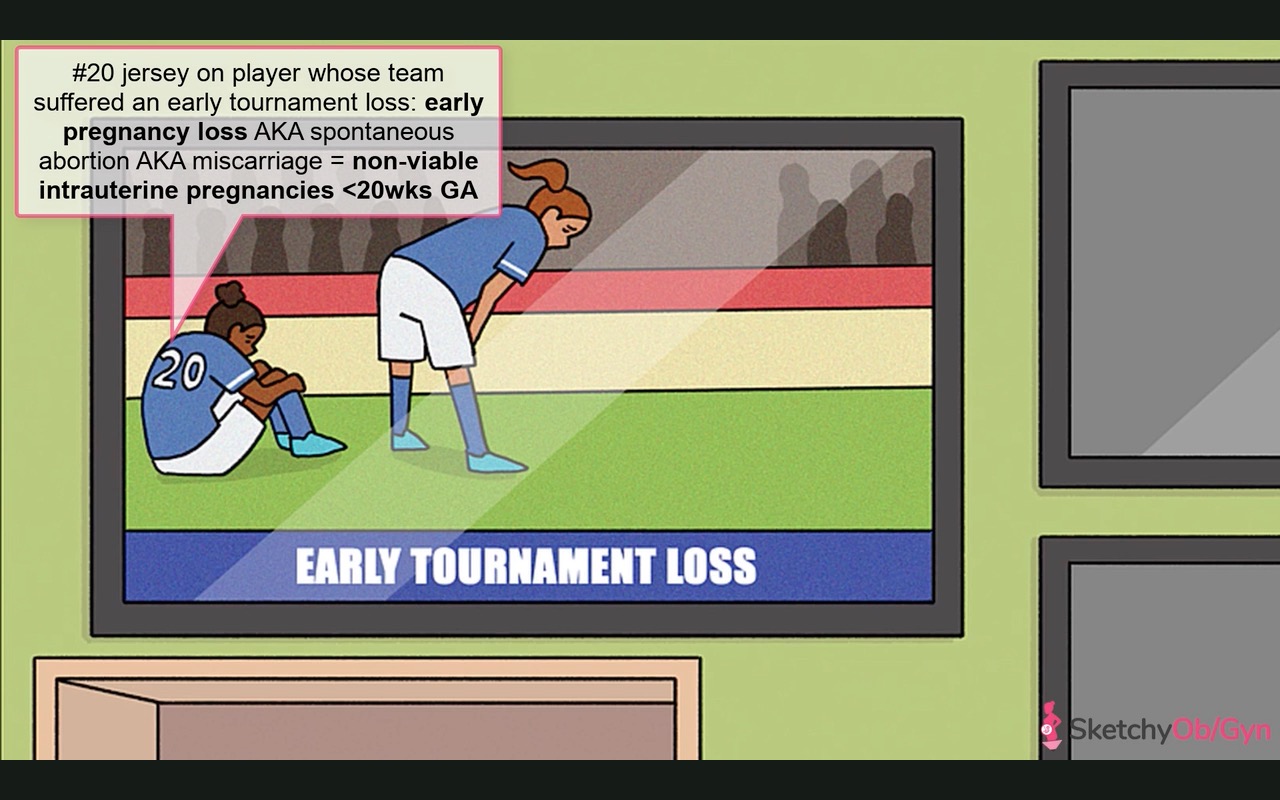 #20 jersey on player whose team
suffered an early tournament loss: early
pregnancy loss AKA spontaneous
abortion AKA miscarriage = non-viable
intrauterine pregnancies <20wks GA
20
EARLY TOURNAMENT LOSS
SketchyOb/Gyn